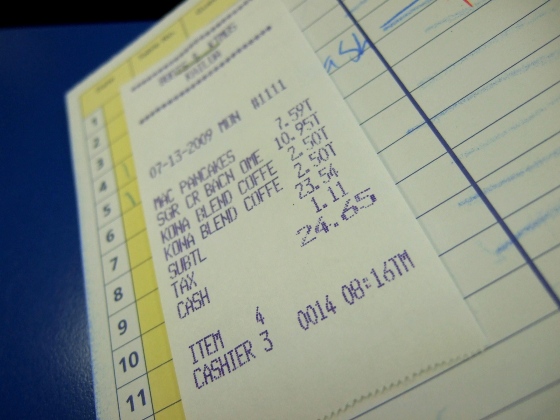 07-13-2009 MON #1111
MAC PANCAKES 7.59T
SGR CR BACN OME 10.95T
KONA BLEND COFFE 2.50T
KONA BLEND COFFE 2.50T
SUBTL 23.54
TAX 1.11
CASH 24.65
ITEM 4
CASHIER 3 0014 08:16TM
1
2
3
4
5
6
7
8
9
10
11